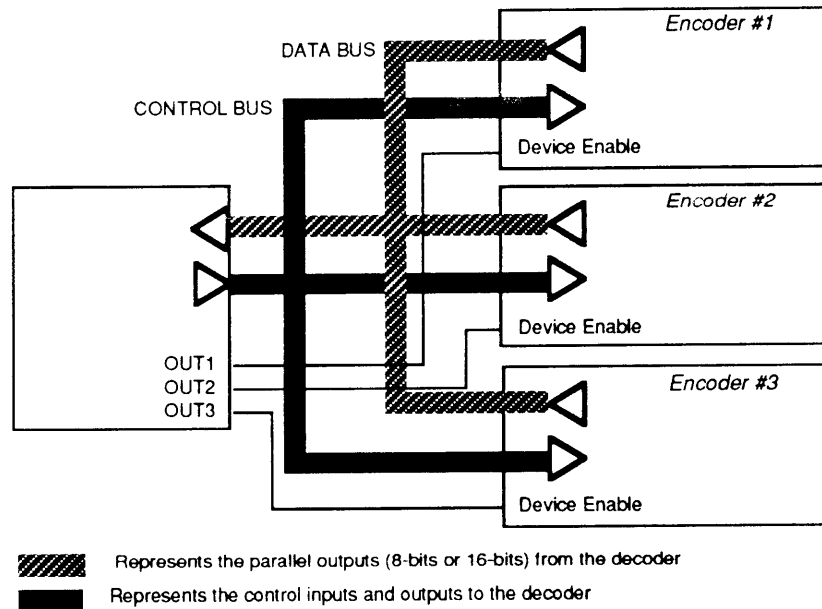 Encoder #1
DATA BUS
CONTROL BUS
Device Enable
Encoder #2
Device Enable
OUT1
OUT2
OUT3
Encoder #3
Device Enable
Represents the parallel outputs (8-bits or 16-bits) from the decoder
Represents the control inputs and outputs to the decoder